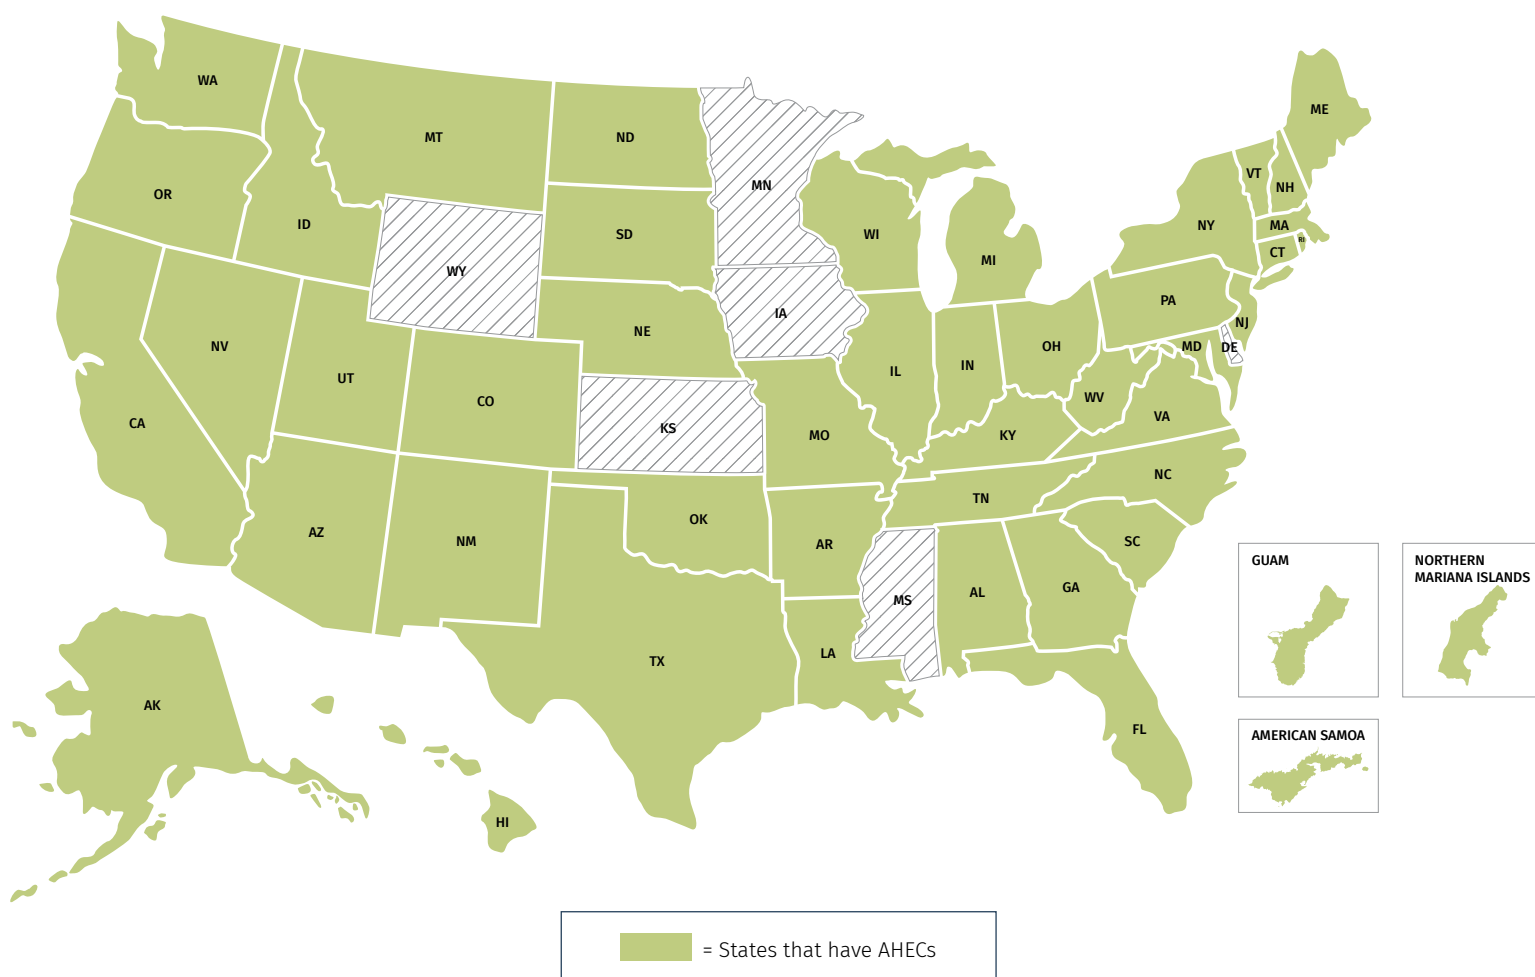 WA
MT
ND
MN
ME
OR
ID
SD
WI
MI
NY
VT
NH
MA
CT
RI
WY
NE
IA
PA
NJ
NV
UT
CO
IL
IN
OH
MD
DE
CA
KS
MO
WV
VA
KY
NC
TN
AZ
NM
OK
AR
SC
MS
AL
GA
TX
LA
FL
AK
HI
GUAM
NORTHERN
MARIANA ISLANDS
AMERICAN SAMOA
= States that have AHECs